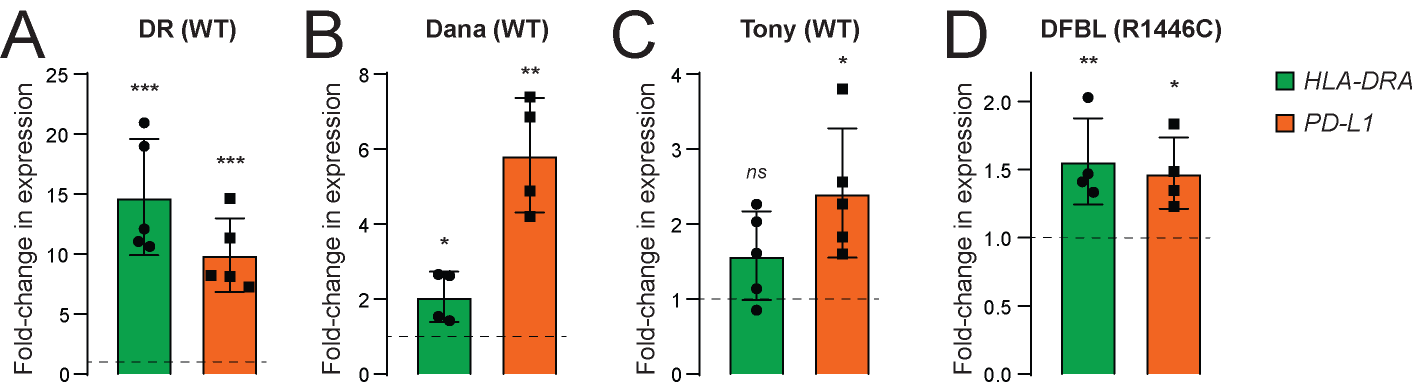 A
DR (WT)
Fold-change in expression
25
20
15
10
5
0
***
***
B
Dana (WT)
8
6
4
2
0
*
**
C
Tony (WT)
Fold-change in expression
4
3
2
1
0
ns
*
D
DFBL (R1446C)
Fold-change in expression
2.0
1.5
1.0
0.5
0.0
**
*
HLA-DRA
PD-L1
Fold-change in expression